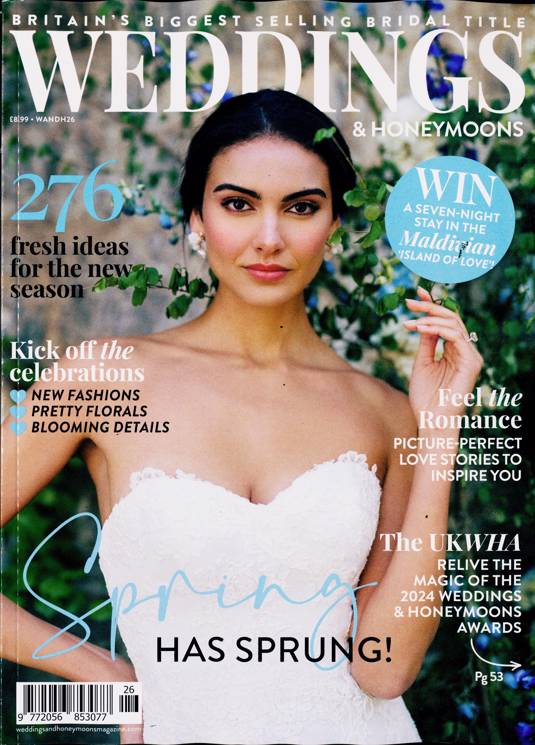 BRITAIN'S BIGGEST SELLING BRIDAL TITLE
WEDDINGS
& HONEYMOONS
£8.99 • WANDH26
WIN
A SEVEN-NIGHT
STAY IN THE
Maldivian
'ISLAND OF LOVE'
276
fresh ideas
for the new
season
Kick off the
celebrations
NEW FASHIONS
PRETTY FLORALS
BLOOMING DETAILS
Feel the
Romance
PICTURE-PERFECT
LOVE STORIES TO
INSPIRE YOU
The UKWHA
RELIVE THE
MAGIC OF THE
2024 WEDDINGS
& HONEYMOONS
AWARDS
Pg 53
Spring
HAS SPRUNG!
26
9 772056 853077
weddingsandhoneymoonsmagazine.com